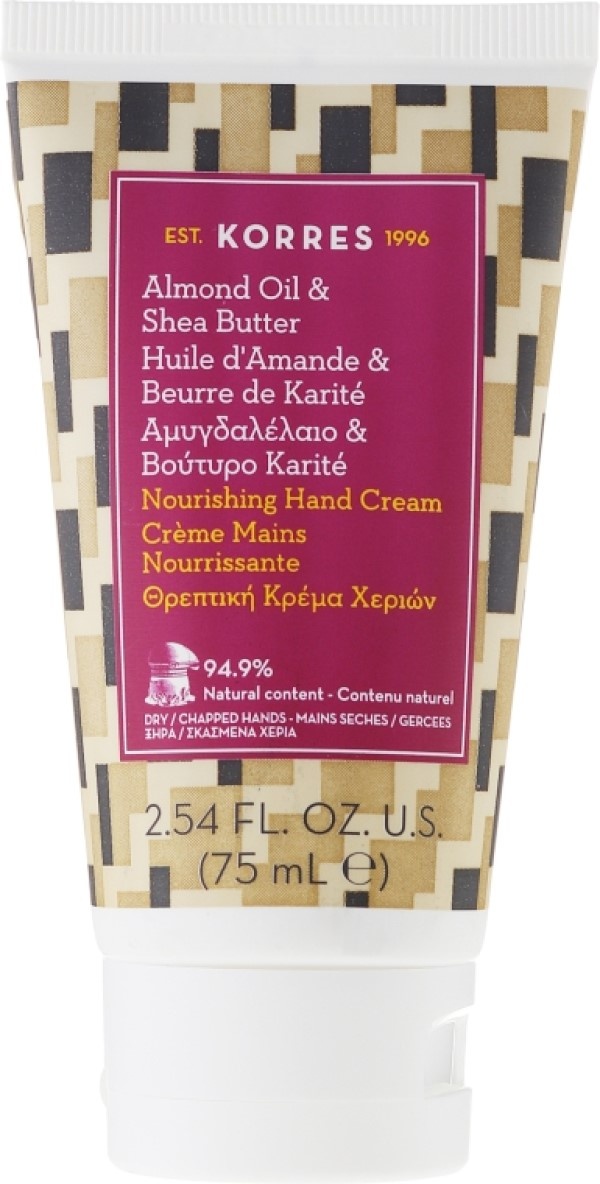 EST. KORRES 1996
Almond Oil &
Shea Butter
Huile d'Amande &
Beurre de Karité
Αμυγδαλέλαιο &
Βούτυρο Καριτέ
Nourishing Hand Cream
Crème Mains
Nourrissante
Θρεπτική Κρέμα Χεριών
94.9%
Natural content - Contenu naturel
DRY / CHAPPED HANDS - MAINS SECHES / GERCEES
ΞΗΡΑ / ΣΚΑΣΜΕΝΑ ΧΕΡΙΑ
2.54 FL. OZ. U.S.
(75 mL ℮)